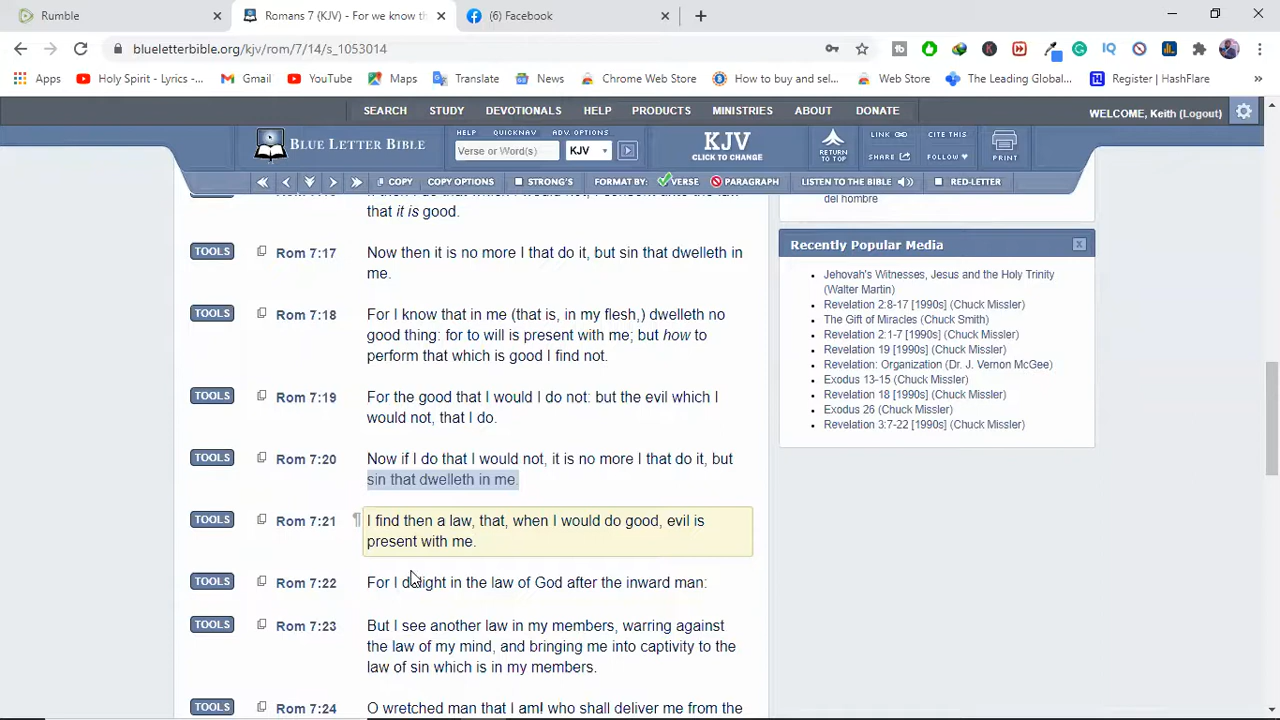 Rumble
Romans 7 (KJV) - For we know th
(6) Facebook
blueletterbible.org/kjv/rom/7/14/s_1053014
Apps
Holy Spirit - Lyrics -...
Gmail
YouTube
Maps
Translate
News
Chrome Web Store
How to buy and sel...
Web Store
The Leading Global...
Register | HashFlare
SEARCH STUDY DEVOTIONALS HELP PRODUCTS MINISTRIES ABOUT DONATE
WELCOME, Keith (Logout)
BLUE LETTER BIBLE
HELP QUICKNAV ADV. OPTIONS
Verse or Word(s)
KJV
KJV
CLICK TO CHANGE
RETURN
TO TOP
LINK
CITE THIS
SHARE
FOLLOW
PRINT
COPY COPY OPTIONS STRONG'S FORMAT BY: VERSE PARAGRAPH LISTEN TO THE BIBLE RED-LETTER
that it is good.
TOOLS Rom 7:17 Now then it is no more I that do it, but sin that dwelleth in
me.
TOOLS Rom 7:18 For I know that in me (that is, in my flesh,) dwelleth no
good thing: for to will is present with me; but how to
perform that which is good I find not.
TOOLS Rom 7:19 For the good that I would I do not: but the evil which I
would not, that I do.
TOOLS Rom 7:20 Now if I do that I would not, it is no more I that do it, but
sin that dwelleth in me.
TOOLS Rom 7:21 ¶ I find then a law, that, when I would do good, evil is
present with me.
TOOLS Rom 7:22 For I delight in the law of God after the inward man:
TOOLS Rom 7:23 But I see another law in my members, warring against
the law of my mind, and bringing me into captivity to the
law of sin which is in my members.
TOOLS Rom 7:24 O wretched man that I am! who shall deliver me from the
del hombre
Recently Popular Media
Jehovah's Witnesses, Jesus and the Holy Trinity
(Walter Martin)
Revelation 2:8-17 [1990s] (Chuck Missler)
The Gift of Miracles (Chuck Smith)
Revelation 2:1-7 [1990s] (Chuck Missler)
Revelation 19 [1990s] (Chuck Missler)
Revelation: Organization (Dr. J. Vernon McGee)
Exodus 13-15 (Chuck Missler)
Revelation 18 [1990s] (Chuck Missler)
Exodus 26 (Chuck Missler)
Revelation 3:7-22 [1990s] (Chuck Missler)